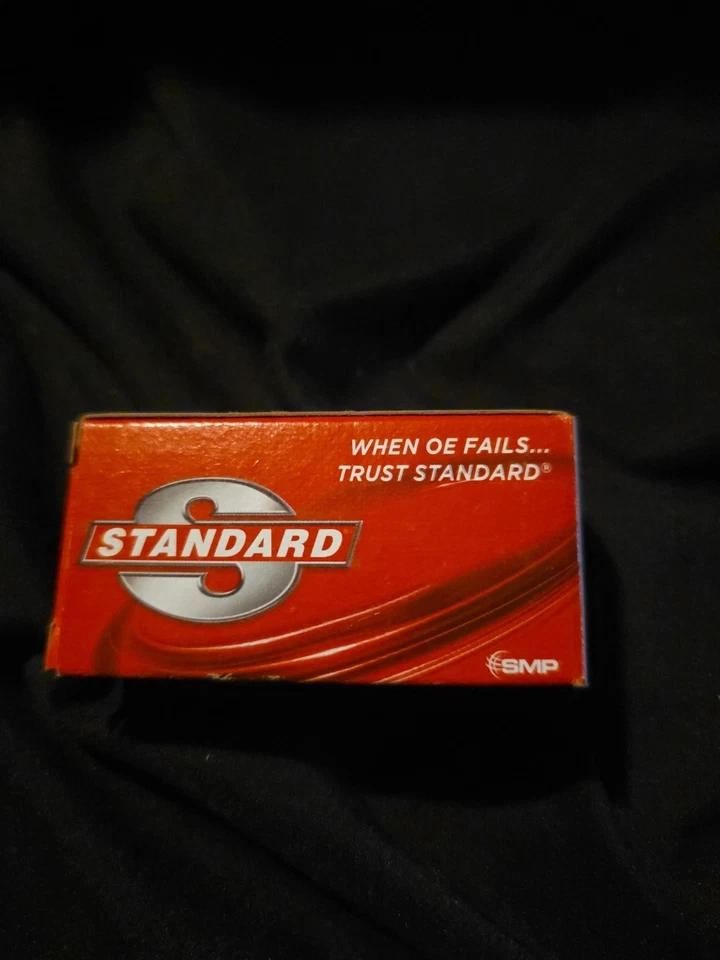 WHEN OE FAILS...
TRUST STANDARD®
S
STANDARD
SMP